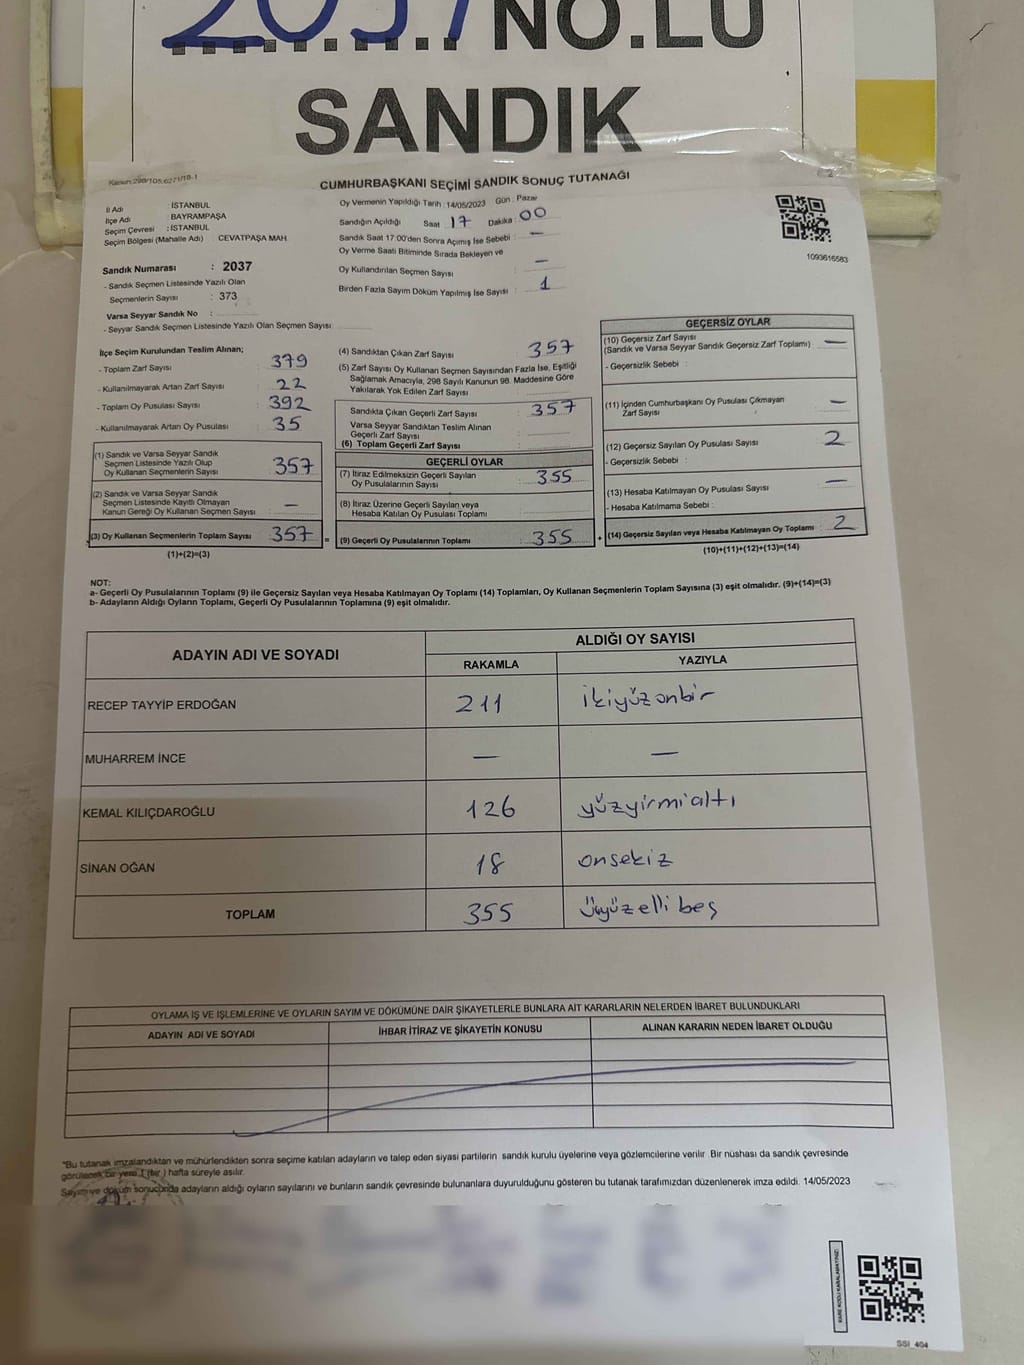 2037 NO.LU
SANDIK
Kanun:298/105,6271/18-1
CUMHURBAŞKANI SEÇİMİ SANDIK SONUÇ TUTANAĞI
İl Adı : İSTANBUL
İlçe Adı : BAYRAMPAŞA
Seçim Çevresi : İSTANBUL
Seçim Bölgesi (Mahalle Adı) CEVATPAŞA MAH.
Sandık Numarası : 2037
- Sandık Seçmen Listesinde Yazılı Olan
Seçmenlerin Sayısı : 373
Varsa Seyyar Sandık No :
- Seyyar Sandık Seçmen Listesinde Yazılı Olan Seçmen Sayısı:
Oy Vermenin Yapıldığı Tarih : 14/05/2023 Gün : Pazar
Sandığın Açıldığı Saat 17 Dakika : 00
Sandık Saat 17.00'den Sonra Açılmış İse Sebebi : —
Oy Verme Saati Bitiminde Sırada Bekleyen ve
Oy Kullandırılan Seçmen Sayısı : —
Birden Fazla Sayım Döküm Yapılmış İse Sayısı : 1
1093616583
İlçe Seçim Kurulundan Teslim Alınan;
- Toplam Zarf Sayısı : 379
- Kullanılmayarak Artan Zarf Sayısı : 22
- Toplam Oy Pusulası Sayısı : 392
- Kullanılmayarak Artan Oy Pusulası : 35
(1) Sandık ve Varsa Seyyar Sandık
Seçmen Listesinde Yazılı Olup
Oy Kullanan Seçmenlerin Sayısı : 357
(2) Sandık ve Varsa Seyyar Sandık
Seçmen Listesinde Kayıtlı Olmayan
Kanun Gereği Oy Kullanan Seçmen Sayısı : —
(3) Oy Kullanan Seçmenlerin Toplam Sayısı : 357 =
(1)+(2)=(3)
(4) Sandıktan Çıkan Zarf Sayısı : 357
(5) Zarf Sayısı Oy Kullanan Seçmen Sayısından Fazla İse, Eşitliği
Sağlamak Amacıyla, 298 Sayılı Kanunun 98. Maddesine Göre
Yakılarak Yok Edilen Zarf Sayısı :
Sandıkta Çıkan Geçerli Zarf Sayısı : 357
Varsa Seyyar Sandıktan Teslim Alınan
Geçerli Zarf Sayısı :
(6) Toplam Geçerli Zarf Sayısı :
GEÇERLİ OYLAR
(7) İtiraz Edilmeksizin Geçerli Sayılan
Oy Pusulalarının Sayısı : 355
(8) İtiraz Üzerine Geçerli Sayılan veya
Hesaba Katılan Oy Pusulası Toplamı :
(9) Geçerli Oy Pusulalarının Toplamı : 355 +
GEÇERSİZ OYLAR
(10) Geçersiz Zarf Sayısı :
(Sandık ve Varsa Seyyar Sandık Geçersiz Zarf Toplamı) —
- Geçersizlik Sebebi :
(11) İçinden Cumhurbaşkanı Oy Pusulası Çıkmayan
Zarf Sayısı : —
(12) Geçersiz Sayılan Oy Pusulası Sayısı : 2
- Geçersizlik Sebebi :
(13) Hesaba Katılmayan Oy Pusulası Sayısı : —
- Hesaba Katılmama Sebebi :
(14) Geçersiz Sayılan veya Hesaba Katılmayan Oy Toplamı : 2
(10)+(11)+(12)+(13)=(14)
NOT:
a- Geçerli Oy Pusulalarının Toplamı (9) ile Geçersiz Sayılan veya Hesaba Katılmayan Oy Toplamı (14) Toplamları, Oy Kullanan Seçmenlerin Toplam Sayısına (3) eşit olmalıdır. (9)+(14)=(3)
b- Adayların Aldığı Oyların Toplamı, Geçerli Oy Pusulalarının Toplamına (9) eşit olmalıdır.
ADAYIN ADI VE SOYADI
ALDIĞI OY SAYISI
RAKAMLA YAZIYLA
RECEP TAYYİP ERDOĞAN 211 ikiyüzonbir
MUHARREM İNCE — —
KEMAL KILIÇDAROĞLU 126 yüzyirmialtı
SİNAN OĞAN 18 onsekiz
TOPLAM 355 üçyüzellibeş
OYLAMA İŞ VE İŞLEMLERİNE VE OYLARIN SAYIM VE DÖKÜMÜNE DAİR ŞİKAYETLERLE BUNLARA AİT KARARLARIN NELERDEN İBARET BULUNDUKLARI
ADAYIN ADI VE SOYADI İHBAR İTİRAZ VE ŞİKAYETİN KONUSU ALINAN KARARIN NEDEN İBARET OLDUĞU
"Bu tutanak imzalandıktan ve mühürlendikten sonra seçime katılan adayların ve talep eden siyasi partilerin sandık kurulu üyelerine veya gözlemcilerine verilir. Bir nüshası da sandık çevresinde
görülecek bir yere 1 (bir) hafta süreyle asılır.
Sayım ve döküm sonucunda adayların aldığı oyların sayılarını ve bunların sandık çevresinde bulunanlara duyurulduğunu gösteren bu tutanak tarafımızdan düzenlenerek imza edildi. 14/05/2023
KARE KODU KARALAMAYINIZ!
SSI_404